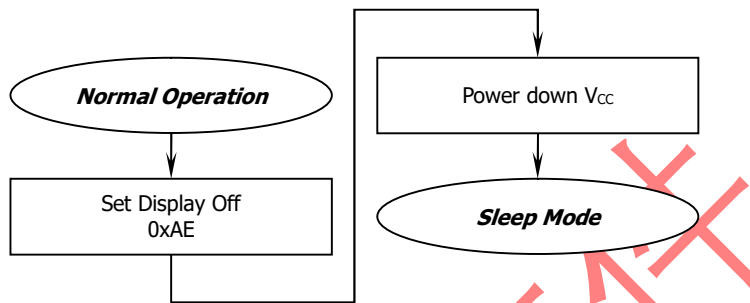 Normal Operation
Set Display Off
0xAE
Power down VCC
Sleep Mode